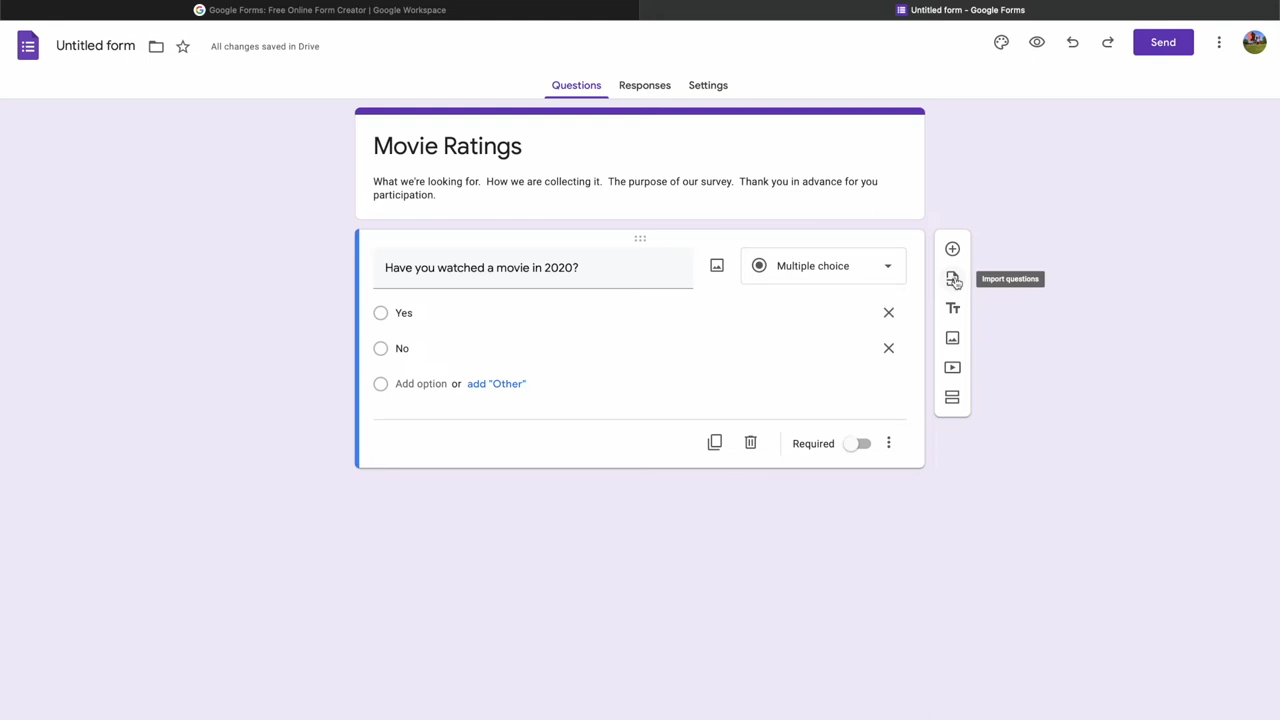 Google Forms: Free Online Form Creator | Google Workspace
Untitled form - Google Forms
Untitled form
All changes saved in Drive
Send
Questions
Responses
Settings
Movie Ratings
What we're looking for. How we are collecting it. The purpose of our survey. Thank you in advance for you
participation.
Have you watched a movie in 2020?
Multiple choice
Import questions
Yes
No
Add option or add "Other"
Required